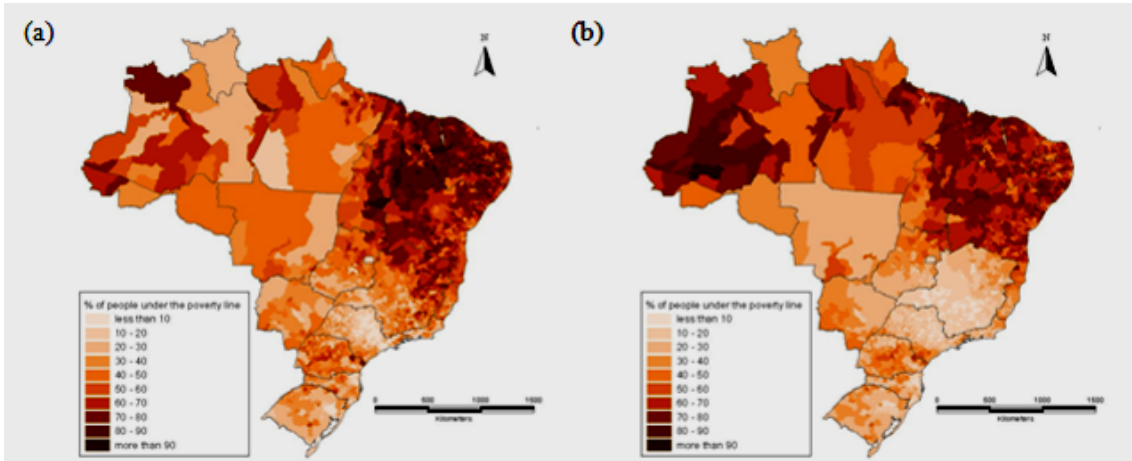 (a)
(b)
N
N
% of people under the poverty line
less than 10
10 - 20
20 - 30
30 - 40
40 - 50
50 - 60
60 - 70
70 - 80
80 - 90
more than 90
0 500 1000 1500
Kilometers
% of people under the poverty line
less than 10
10 - 20
20 - 30
30 - 40
40 - 50
50 - 60
60 - 70
70 - 80
80 - 90
more than 90
0 500 1000 1500
Kilometers